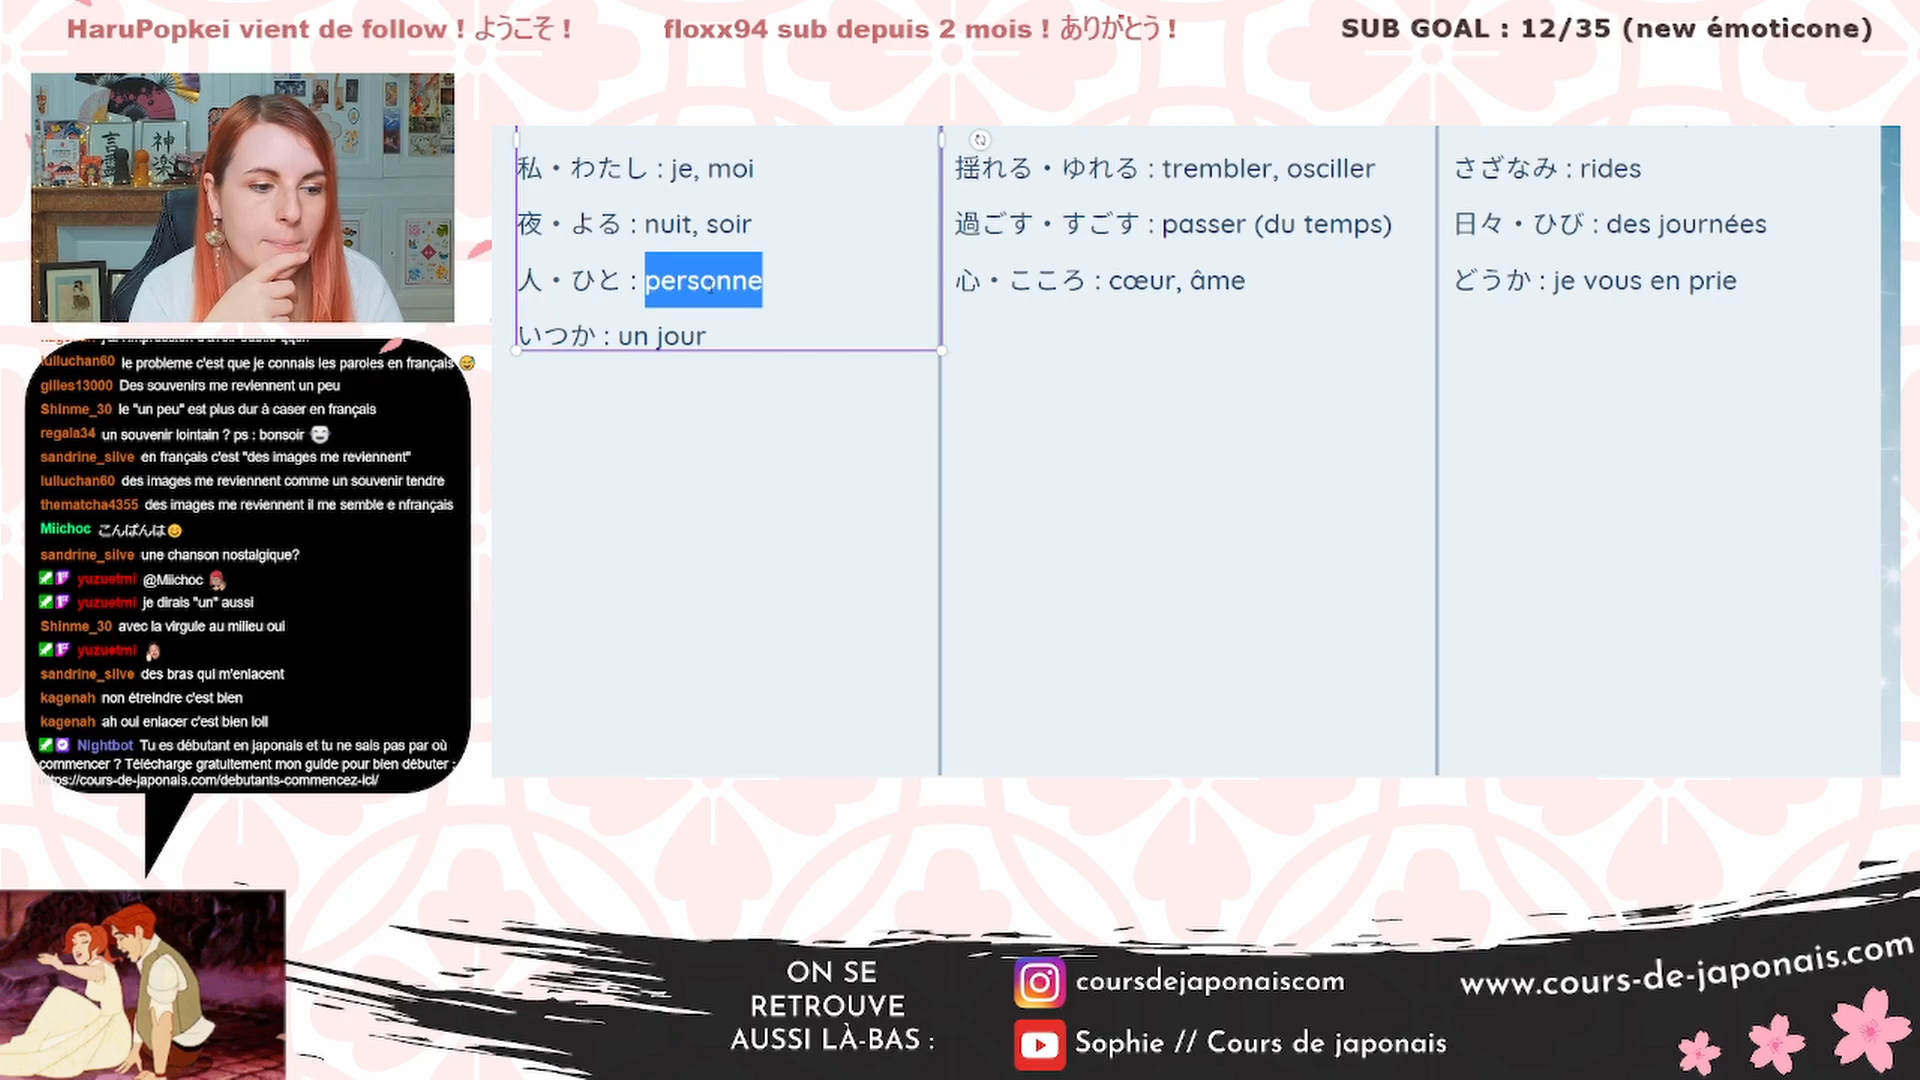 HaruPopkei vient de follow ! ようこそ !
floxx94 sub depuis 2 mois ! ありがとう !
SUB GOAL : 12/35 (new émoticone)
言霊
神楽
私・わたし : je, moi
夜・よる : nuit, soir
人・ひと : personne
いつか : un jour
揺れる・ゆれる : trembler, osciller
過ごす・すごす : passer (du temps)
心・こころ : cœur, âme
さざなみ : rides
日々・ひび : des journées
どうか : je vous en prie
lulluchan60 le probleme c'est que je connais les paroles en français
gilles13000 Des souvenirs me reviennent un peu
Shinme_30 le "un peu" est plus dur à caser en français
regala34 un souvenir lointain ? ps : bonsoir
sandrine_silve en français c'est "des images me reviennent"
lulluchan60 des images me reviennent comme un souvenir tendre
thematcha4355 des images me reviennent il me semble e nfrançais
Miichoc こんばんは
sandrine_silve une chanson nostalgique?
yuzuetmi @Miichoc
yuzuetmi je dirais "un" aussi
Shinme_30 avec la virgule au milieu oui
yuzuetmi
sandrine_silve des bras qui m'enlacent
kagenah non étreindre c'est bien
kagenah ah oui enlacer c'est bien loll
Nightbot Tu es débutant en japonais et tu ne sais pas par où
commencer ? Télécharge gratuitement mon guide pour bien débuter :
https://cours-de-japonais.com/debutants-commencez-ici/
ON SE
RETROUVE
AUSSI LÀ-BAS :
coursdejaponaiscom
Sophie // Cours de japonais
www.cours-de-japonais.com